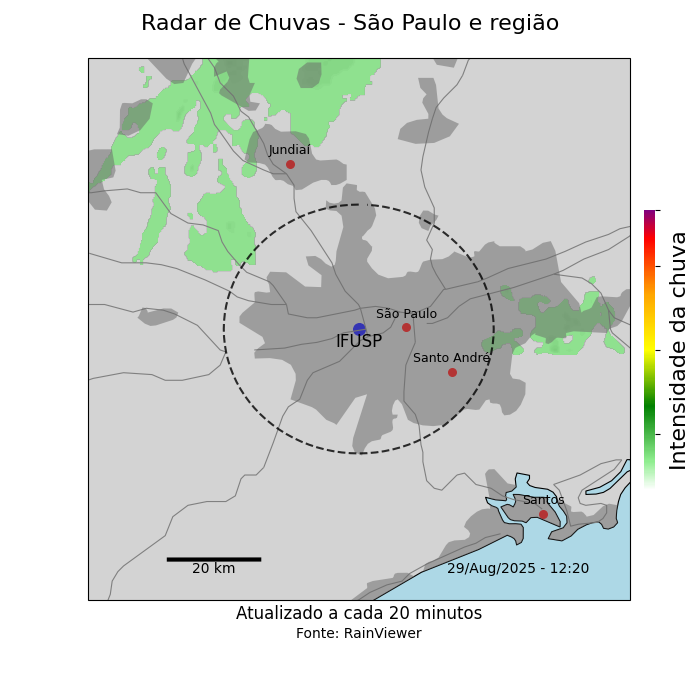 Radar de Chuvas - São Paulo e região
Jundiaí
São Paulo
IFUSP
Santo André
Santos
20 km
29/Aug/2025 - 12:20
Intensidade da chuva
Atualizado a cada 20 minutos
Fonte: RainViewer